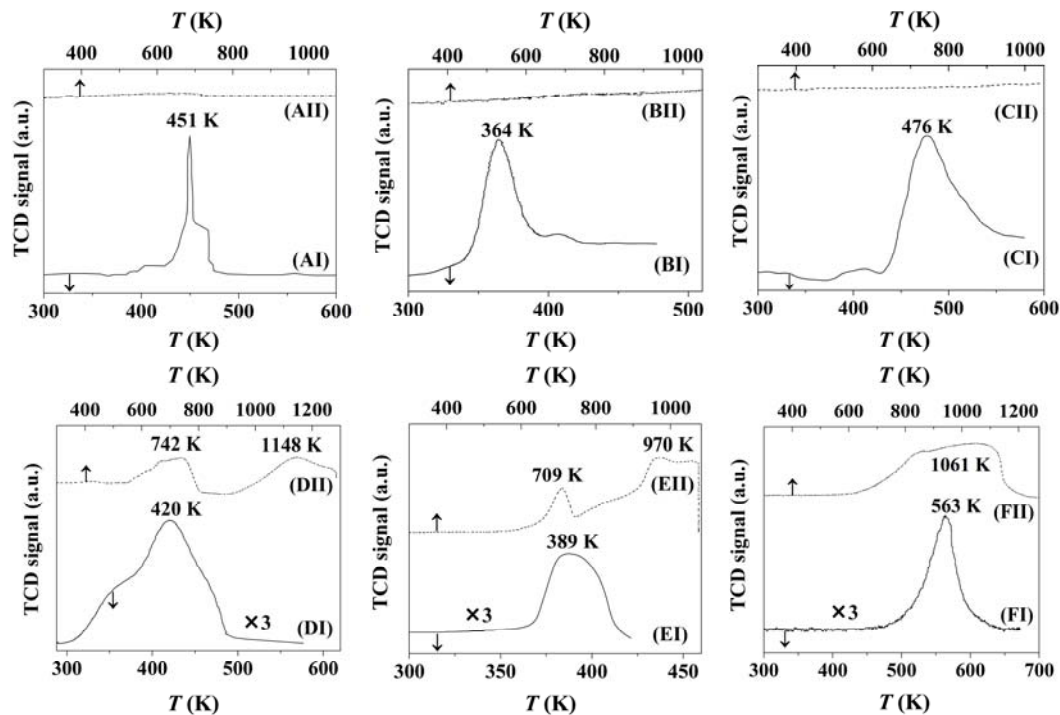 T (K)
400 600 800 1000
TCD signal (a.u.)
(AII)
451 K
(AI)
300 400 500 600
T (K)
T (K)
400 600 800 1000
TCD signal (a.u.)
(BII)
364 K
(BI)
300 400 500
T (K)
T (K)
400 600 800 1000
TCD signal (a.u.)
(CII)
476 K
(CI)
300 400 500 600
T (K)
T (K)
400 600 800 1000 1200
TCD signal (a.u.)
742 K 1148 K
(DII)
420 K
×3
(DI)
300 400 500 600
T (K)
T (K)
400 600 800 1000
TCD signal (a.u.)
970 K
709 K
(EII)
389 K
×3
(EI)
300 350 400 450
T (K)
T (K)
400 600 800 1000 1200
TCD signal (a.u.)
1061 K
563 K
(FII)
×3
(FI)
300 400 500 600 700
T (K)